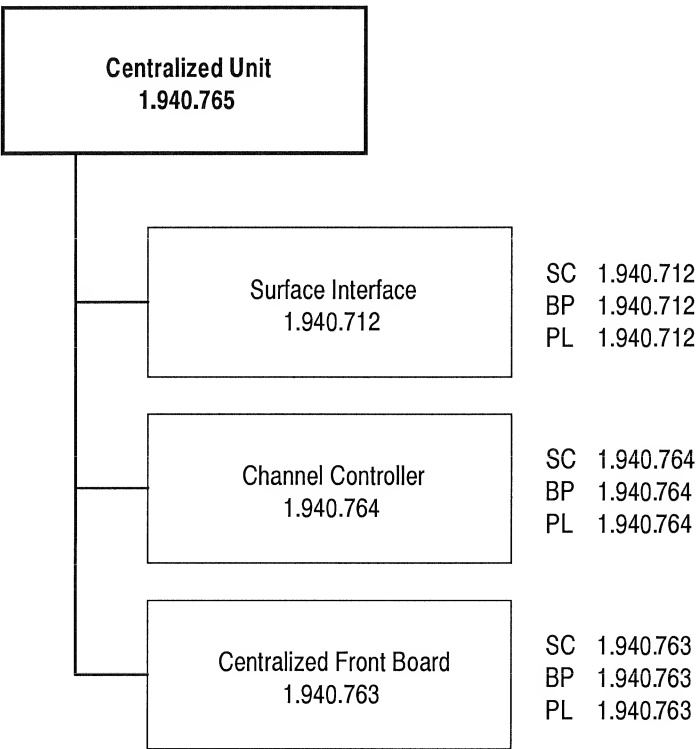 Centralized Unit
1.940.765
Surface Interface
1.940.712
SC 1.940.712
BP 1.940.712
PL 1.940.712
Channel Controller
1.940.764
SC 1.940.764
BP 1.940.764
PL 1.940.764
Centralized Front Board
1.940.763
SC 1.940.763
BP 1.940.763
PL 1.940.763